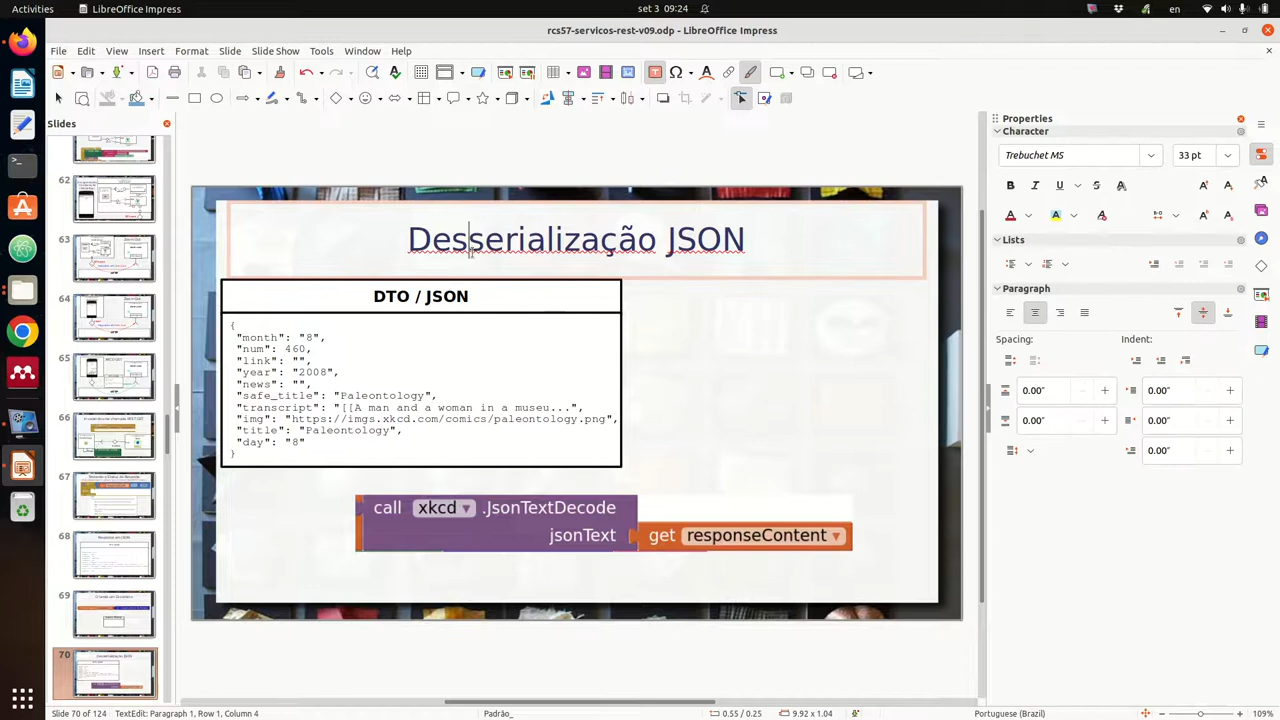 Activities
LibreOffice Impress
set 3 09:24
en
rcs57-servicos-rest-v09.odp - LibreOffice Impress
File Edit View Insert Format Slide Slide Show Tools Window Help
Slides
62
63
64
65
66
67
68
69
70
Desserialização JSON
DTO / JSON
{
"month": "8",
"num": 460,
"link": "",
"year": "2008",
"news": "",
"safe_title": "Paleontology",
"transcript": "[[A man and a woman in a museu...",
"img": "https://imgs.xkcd.com/comics/paleontology.png",
"title": "Paleontology",
"day": "8"
}
call xkcd .JsonTextDecode
jsonText get responseContent
Properties
Character
Trebuchet MS 33 pt
Lists
Paragraph
Spacing: Indent:
0.00" 0.00"
0.00" 0.00"
0.00"
Slide 70 of 124 TextEdit: Paragraph 1, Row 1, Column 4 Padrão_ 0.55 / 0.25 9.92 x 1.04 Portuguese (Brazil) 109%